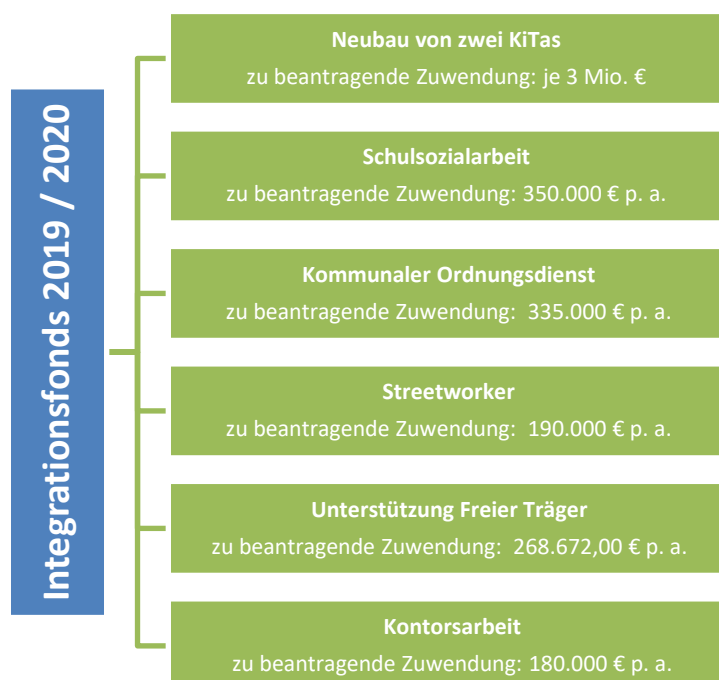 Integrationsfonds 2019 / 2020
Neubau von zwei KiTas
zu beantragende Zuwendung: je 3 Mio. €
Schulsozialarbeit
zu beantragende Zuwendung: 350.000 € p. a.
Kommunaler Ordnungsdienst
zu beantragende Zuwendung: 335.000 € p. a.
Streetworker
zu beantragende Zuwendung: 190.000 € p. a.
Unterstützung Freier Träger
zu beantragende Zuwendung: 268.672,00 € p. a.
Kontorsarbeit
zu beantragende Zuwendung: 180.000 € p. a.